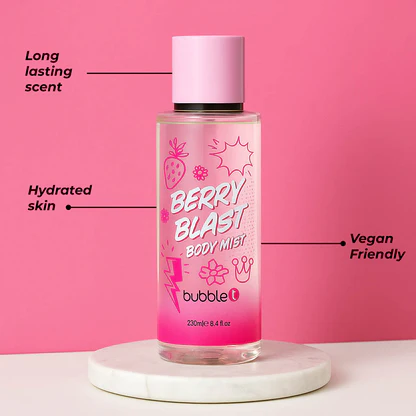 Long
lasting
scent
Hydrated
skin
BERRY
BLAST
BODY MIST
bubble t
230ml e 8.4 fl.oz
Vegan
Friendly